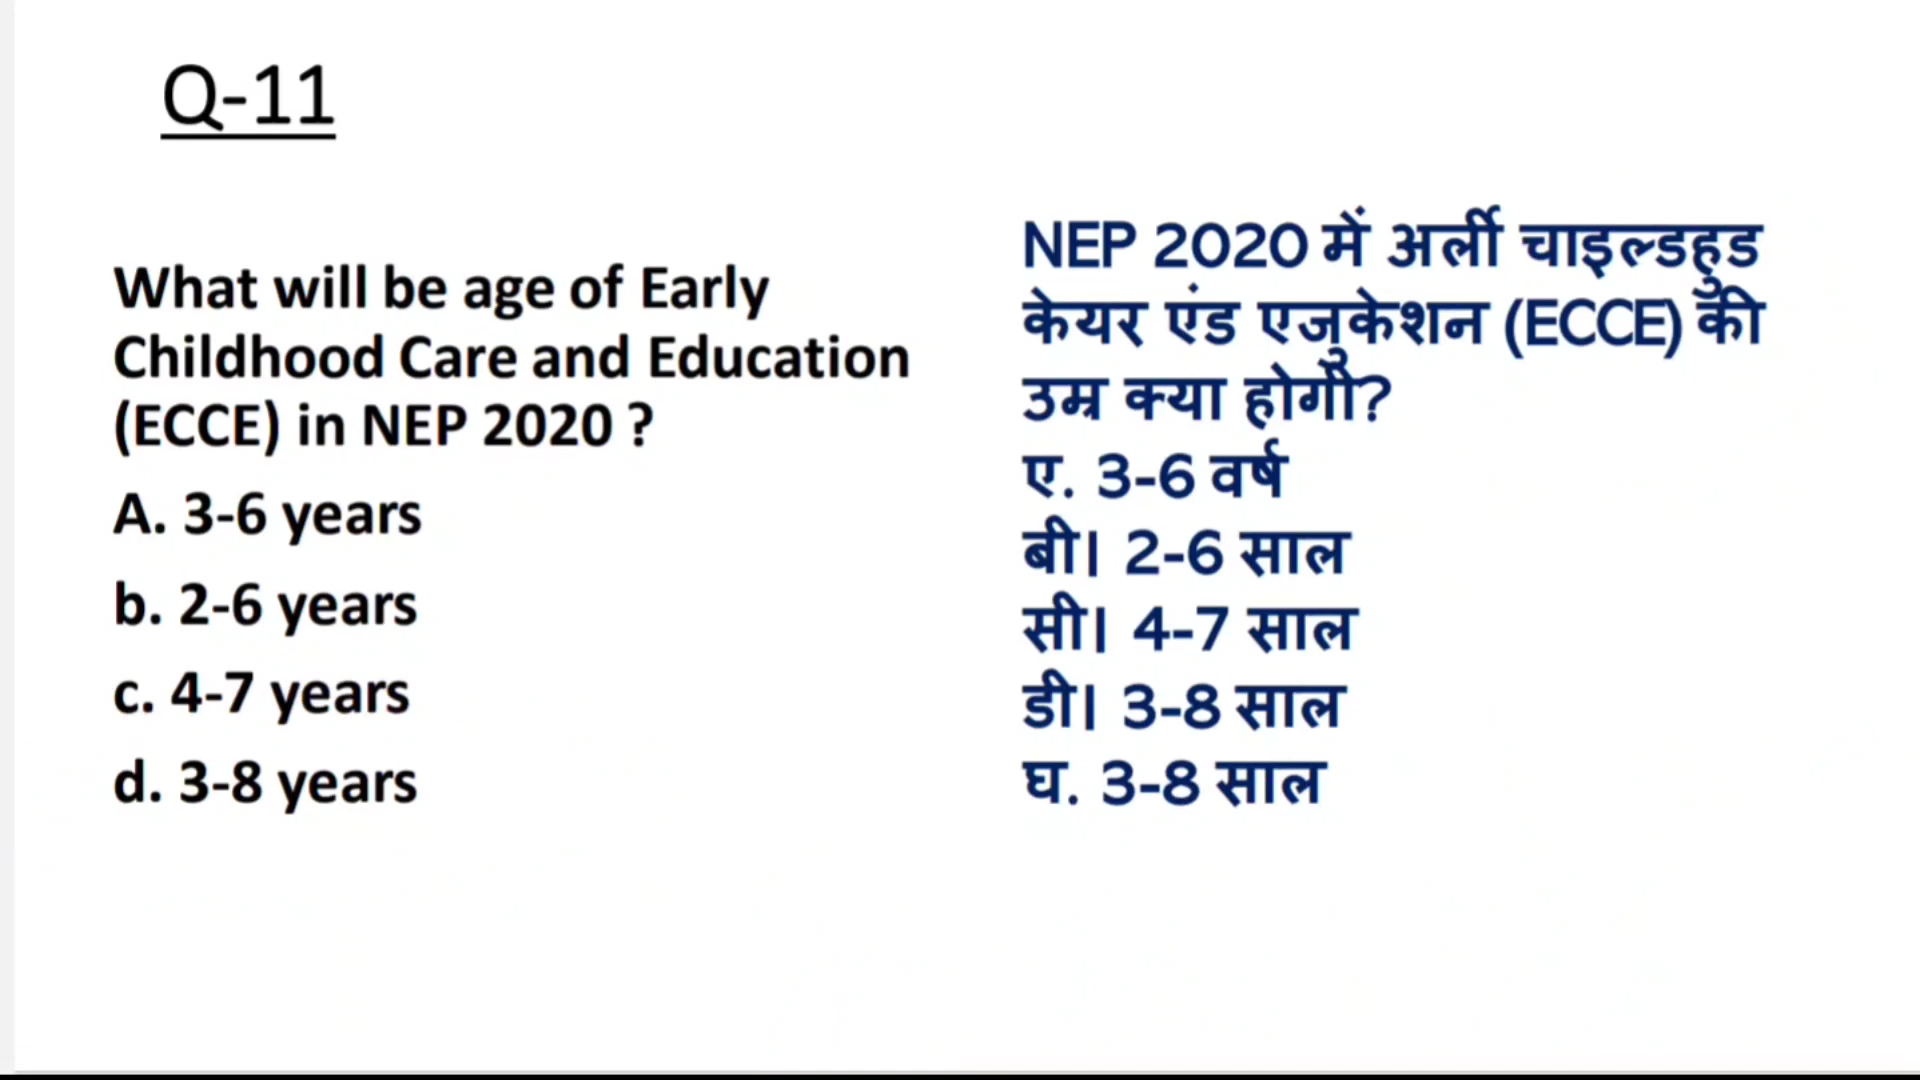 Q-11
What will be age of Early
Childhood Care and Education
(ECCE) in NEP 2020 ?
A. 3-6 years
b. 2-6 years
c. 4-7 years
d. 3-8 years
NEP 2020 में अर्ली चाइल्डहुड
केयर एंड एजुकेशन (ECCE) की
उम्र क्या होगी?
ए. 3-6 वर्ष
बी। 2-6 साल
सी। 4-7 साल
डी। 3-8 साल
घ. 3-8 साल